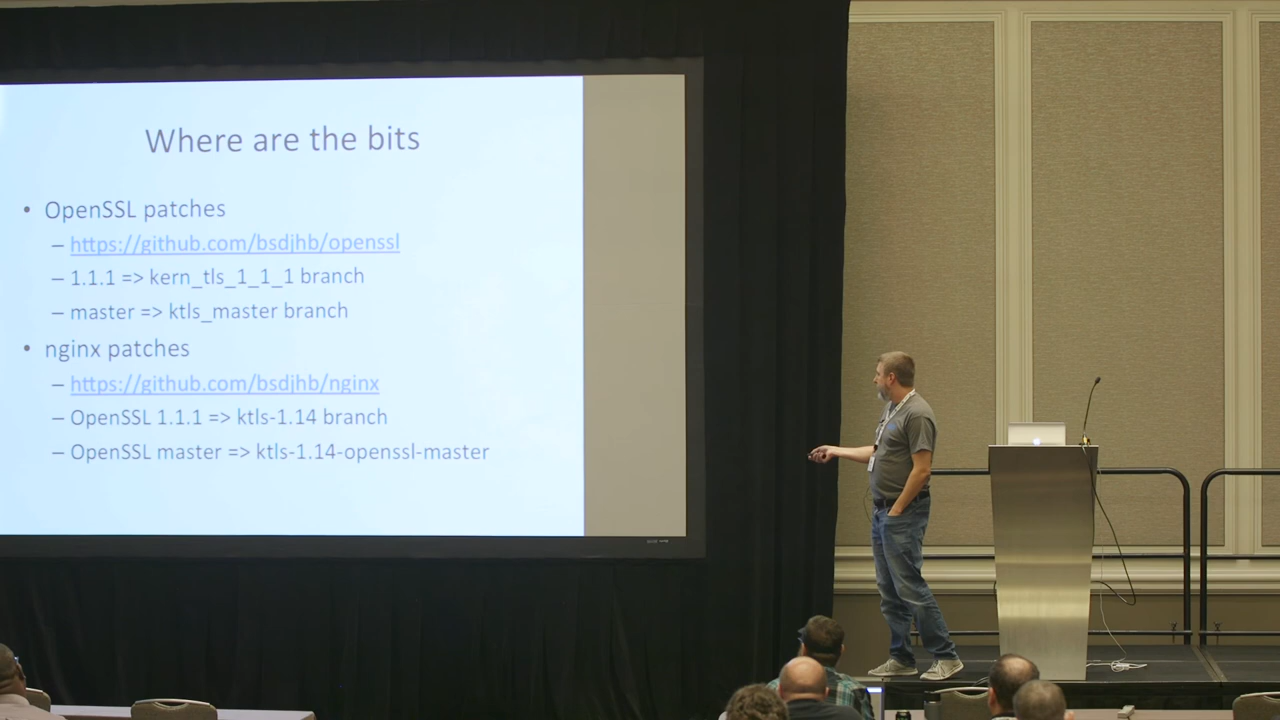 Where are the bits
• OpenSSL patches
– https://github.com/bsdjhb/openssl
– 1.1.1 => kern_tls_1_1_1 branch
– master => ktls_master branch
• nginx patches
– https://github.com/bsdjhb/nginx
– OpenSSL 1.1.1 => ktls-1.14 branch
– OpenSSL master => ktls-1.14-openssl-master